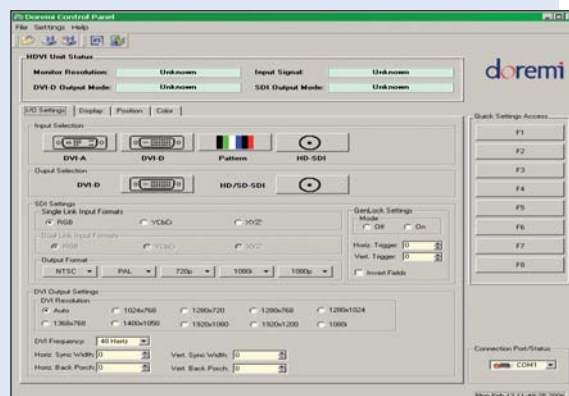 Doremi Control Panel
File Settings Help
HDVI Unit Status
Monitor Resolution: Unknown Input Signal: Unknown
DVI-D Output Mode: Unknown SDI Output Mode: Unknown
doremi
I/O Settings Display Position Color
Quick Settings Access
Input Selection
DVI-A DVI-D Pattern HD-SDI
Ouput Selection
DVI-D HD/SD-SDI
SDI Settings
Single Link Input Formats
RGB YCbCr XYZ'
Dual Link Input Formats
RGB YCbCr XYZ'
Output Format
NTSC PAL 720p 1080i 1080p
GenLock Settings
Mode
Off On
Horiz. Trigger: 0
Vert. Trigger: 0
Invert Fields
DVI Output Settings
DVI Resolution
Auto 1024x768 1280x720 1280x768 1280x1024
1368x768 1400x1050 1920x1080 1920x1200 1080i
DVI Frequency: 48 Hertz
Horiz. Sync Width: 0 Vert. Sync Width: 0
Horiz. Back Porch: 0 Vert. Back Porch: 0
F1
F2
F3
F4
F5
F6
F7
F8
Connection Port/Status
COM1